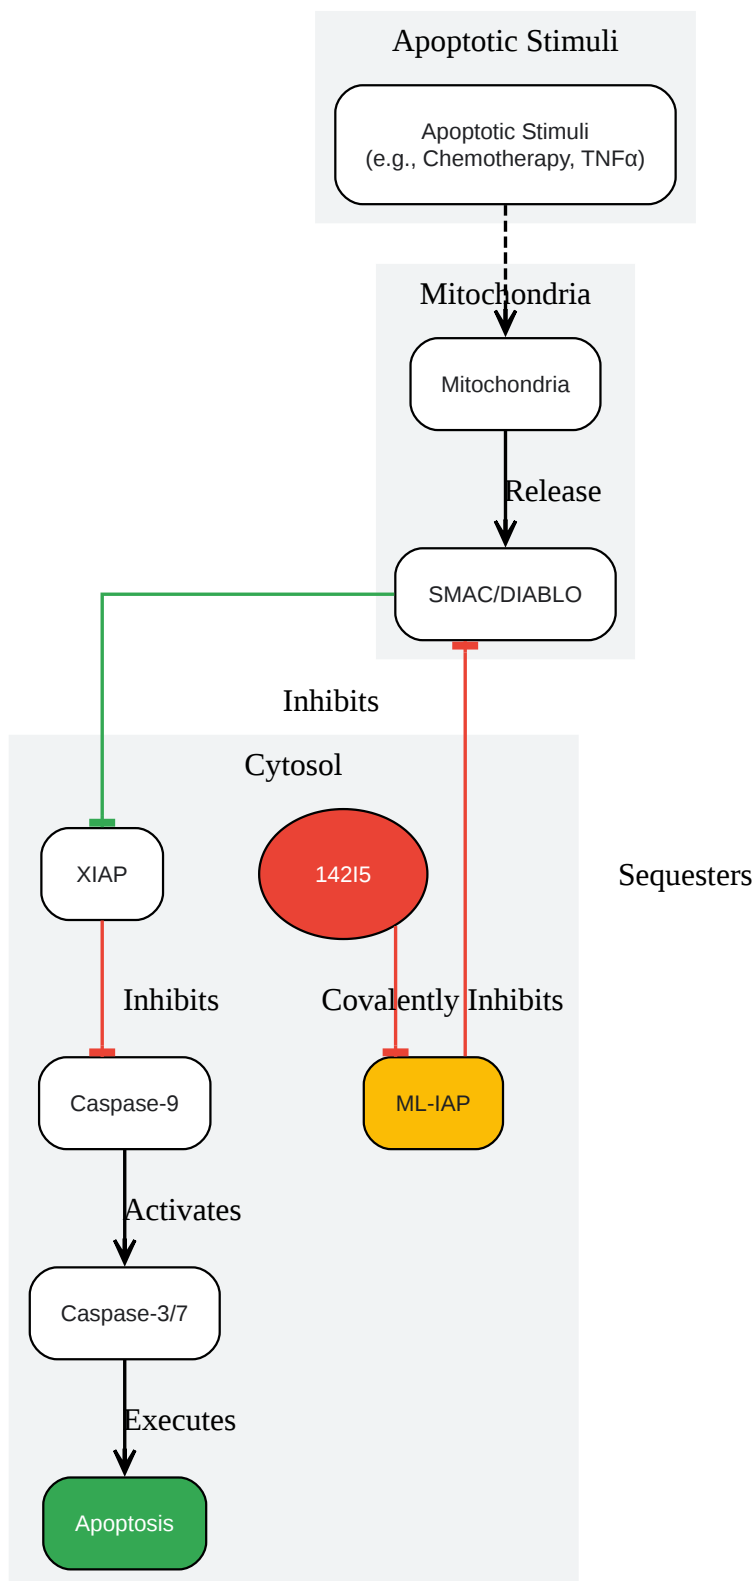 Apoptotic Stimuli
Apoptotic Stimuli
(e.g., Chemotherapy, TNFα)
Mitochondria
Mitochondria
Release
SMAC/DIABLO
Inhibits
Cytosol
XIAP
142I5
Sequesters
Inhibits
Covalently Inhibits
Caspase-9
ML-IAP
Activates
Caspase-3/7
Executes
Apoptosis